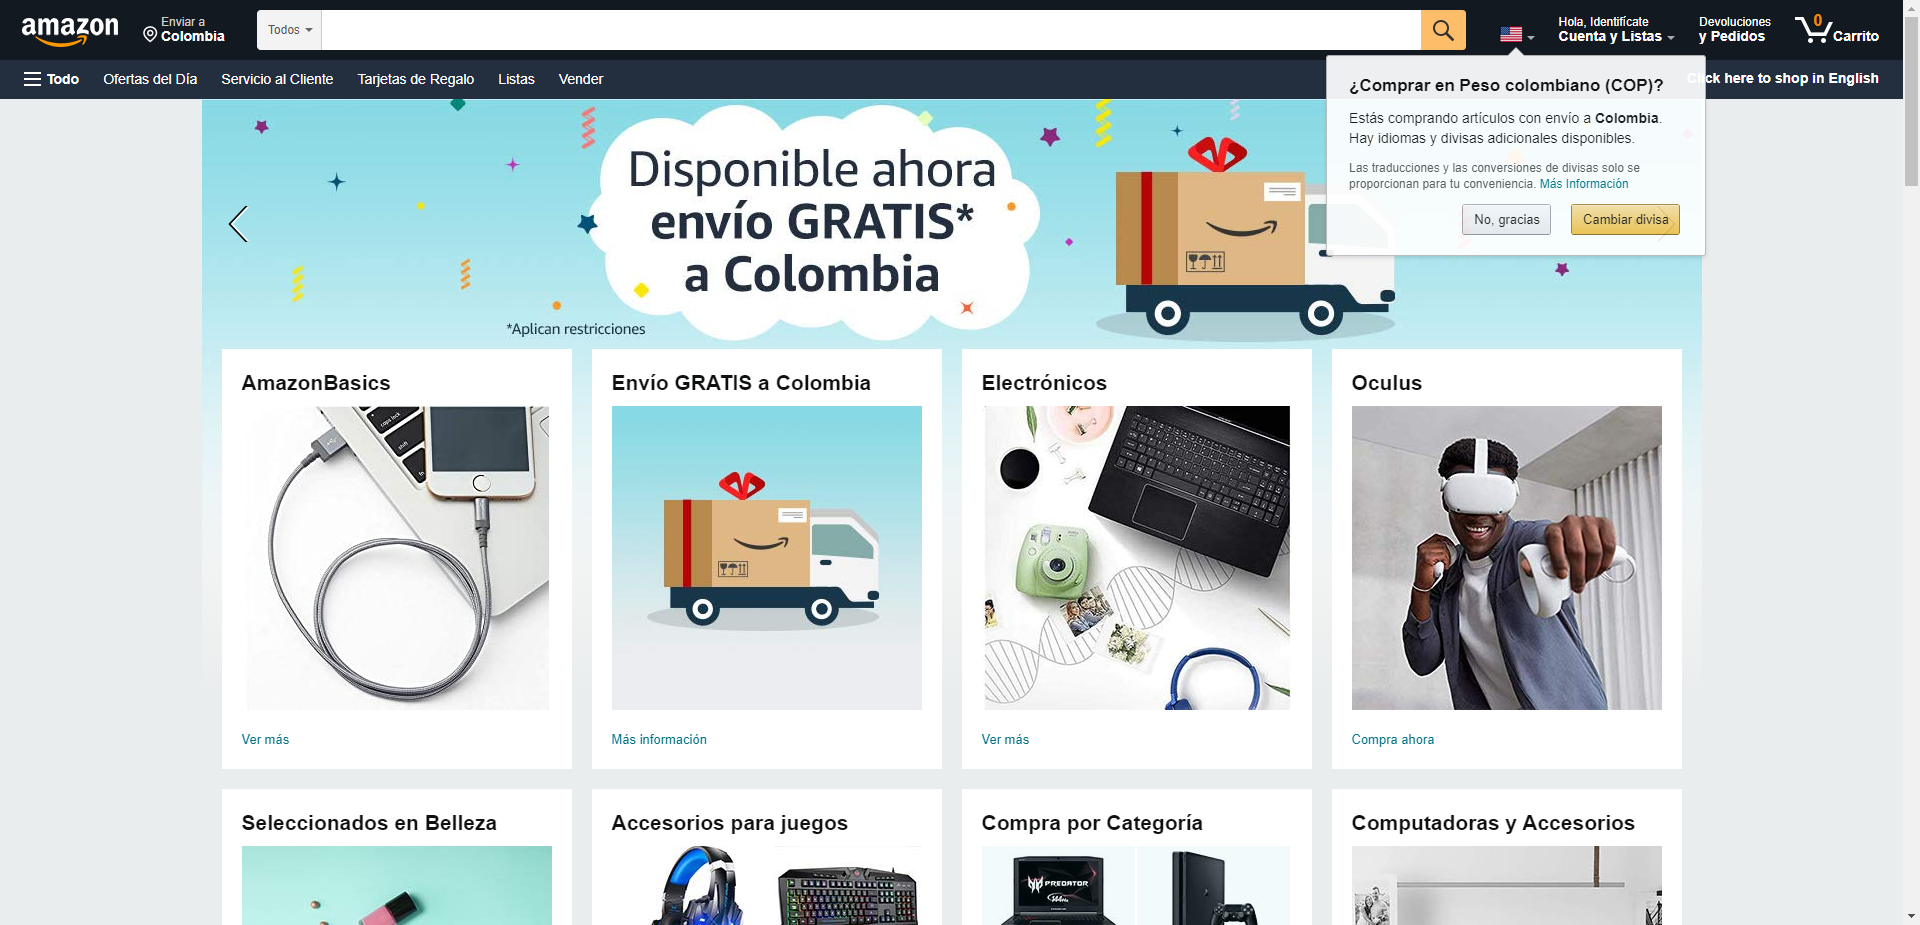 amazon
Enviar a
Colombia
Todos
Hola, Identifícate
Cuenta y Listas
Devoluciones
y Pedidos
0
Carrito
Todo
Ofertas del Día
Servicio al Cliente
Tarjetas de Regalo
Listas
Vender
Click here to shop in English
¿Comprar en Peso colombiano (COP)?
Estás comprando artículos con envío a Colombia.
Hay idiomas y divisas adicionales disponibles.
Las traducciones y las conversiones de divisas solo se
proporcionan para tu conveniencia. Más Información
No, gracias
Cambiar divisa
Disponible ahora
envío GRATIS*
a Colombia
*Aplican restricciones
AmazonBasics
caps lock
shift
fn
Ver más
Envío GRATIS a Colombia
Más información
Electrónicos
Ver más
Oculus
Compra ahora
Seleccionados en Belleza
Accesorios para juegos
Compra por Categoría
PREDATOR
Computadoras y Accesorios